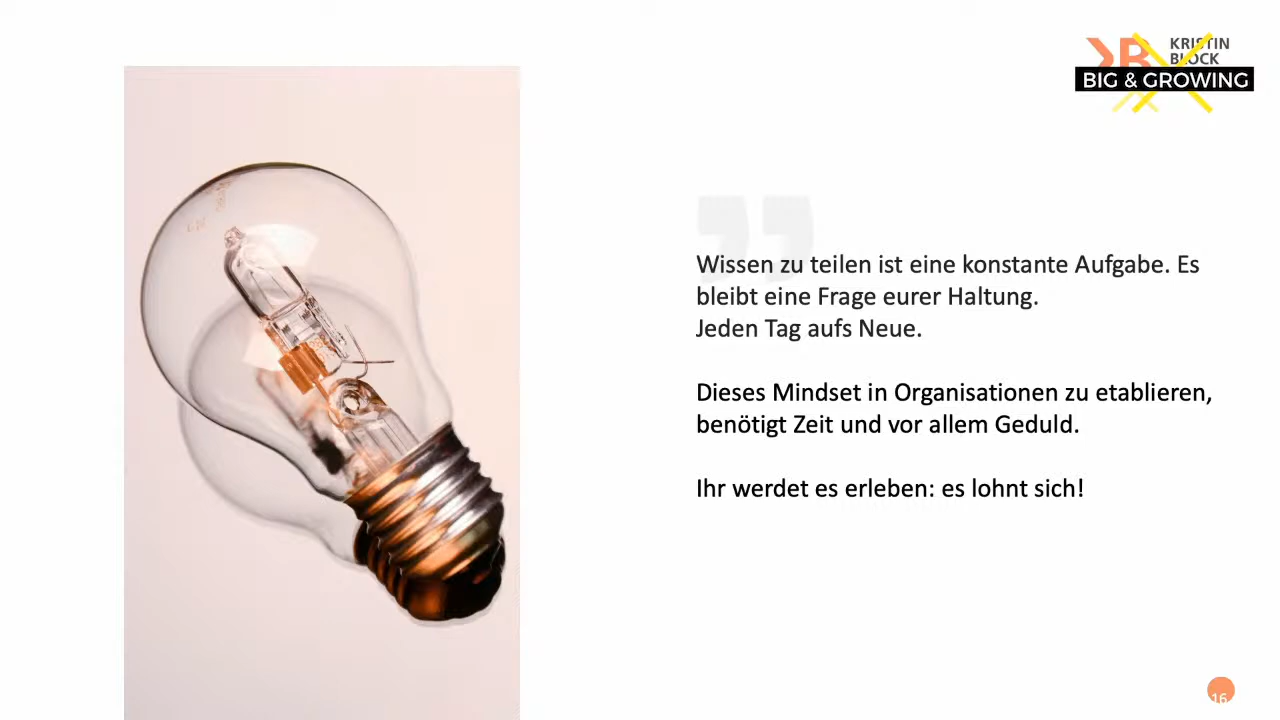 KRISTIN
BLOCK
BIG & GROWING
Wissen zu teilen ist eine konstante Aufgabe. Es
bleibt eine Frage eurer Haltung.
Jeden Tag aufs Neue.
Dieses Mindset in Organisationen zu etablieren,
benötigt Zeit und vor allem Geduld.
Ihr werdet es erleben: es lohnt sich!
16